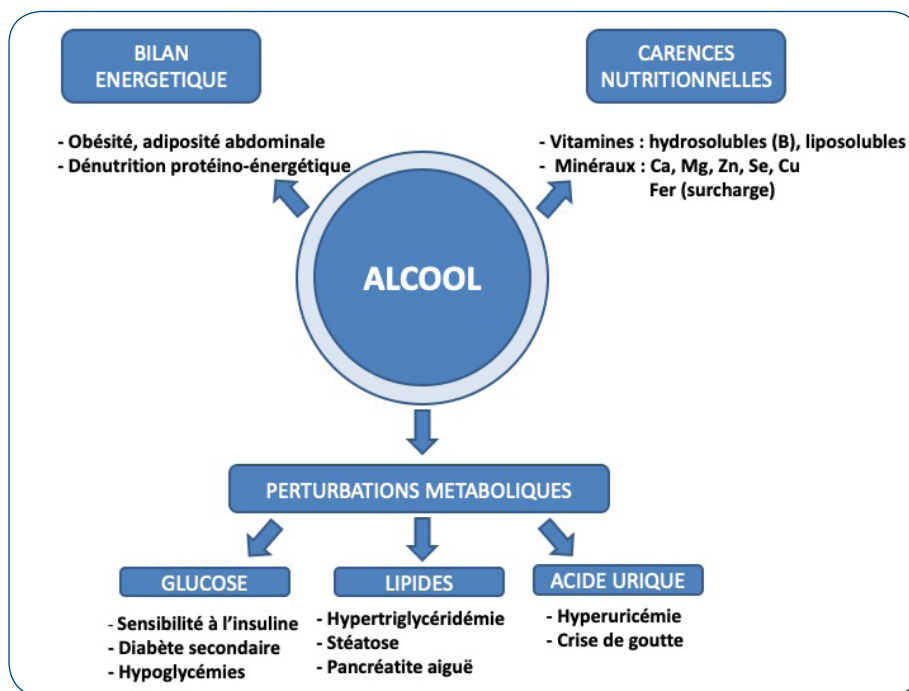 BILAN
ENERGETIQUE
- Obésité, adiposité abdominale
- Dénutrition protéino-énergétique
CARENCES
NUTRITIONNELLES
- Vitamines : hydrosolubles (B), liposolubles
- Minéraux : Ca, Mg, Zn, Se, Cu
Fer (surcharge)
ALCOOL
PERTURBATIONS METABOLIQUES
GLUCOSE
- Sensibilité à l’insuline
- Diabète secondaire
- Hypoglycémies
LIPIDES
- Hypertriglycéridémie
- Stéatose
- Pancréatite aiguë
ACIDE URIQUE
- Hyperuricémie
- Crise de goutte